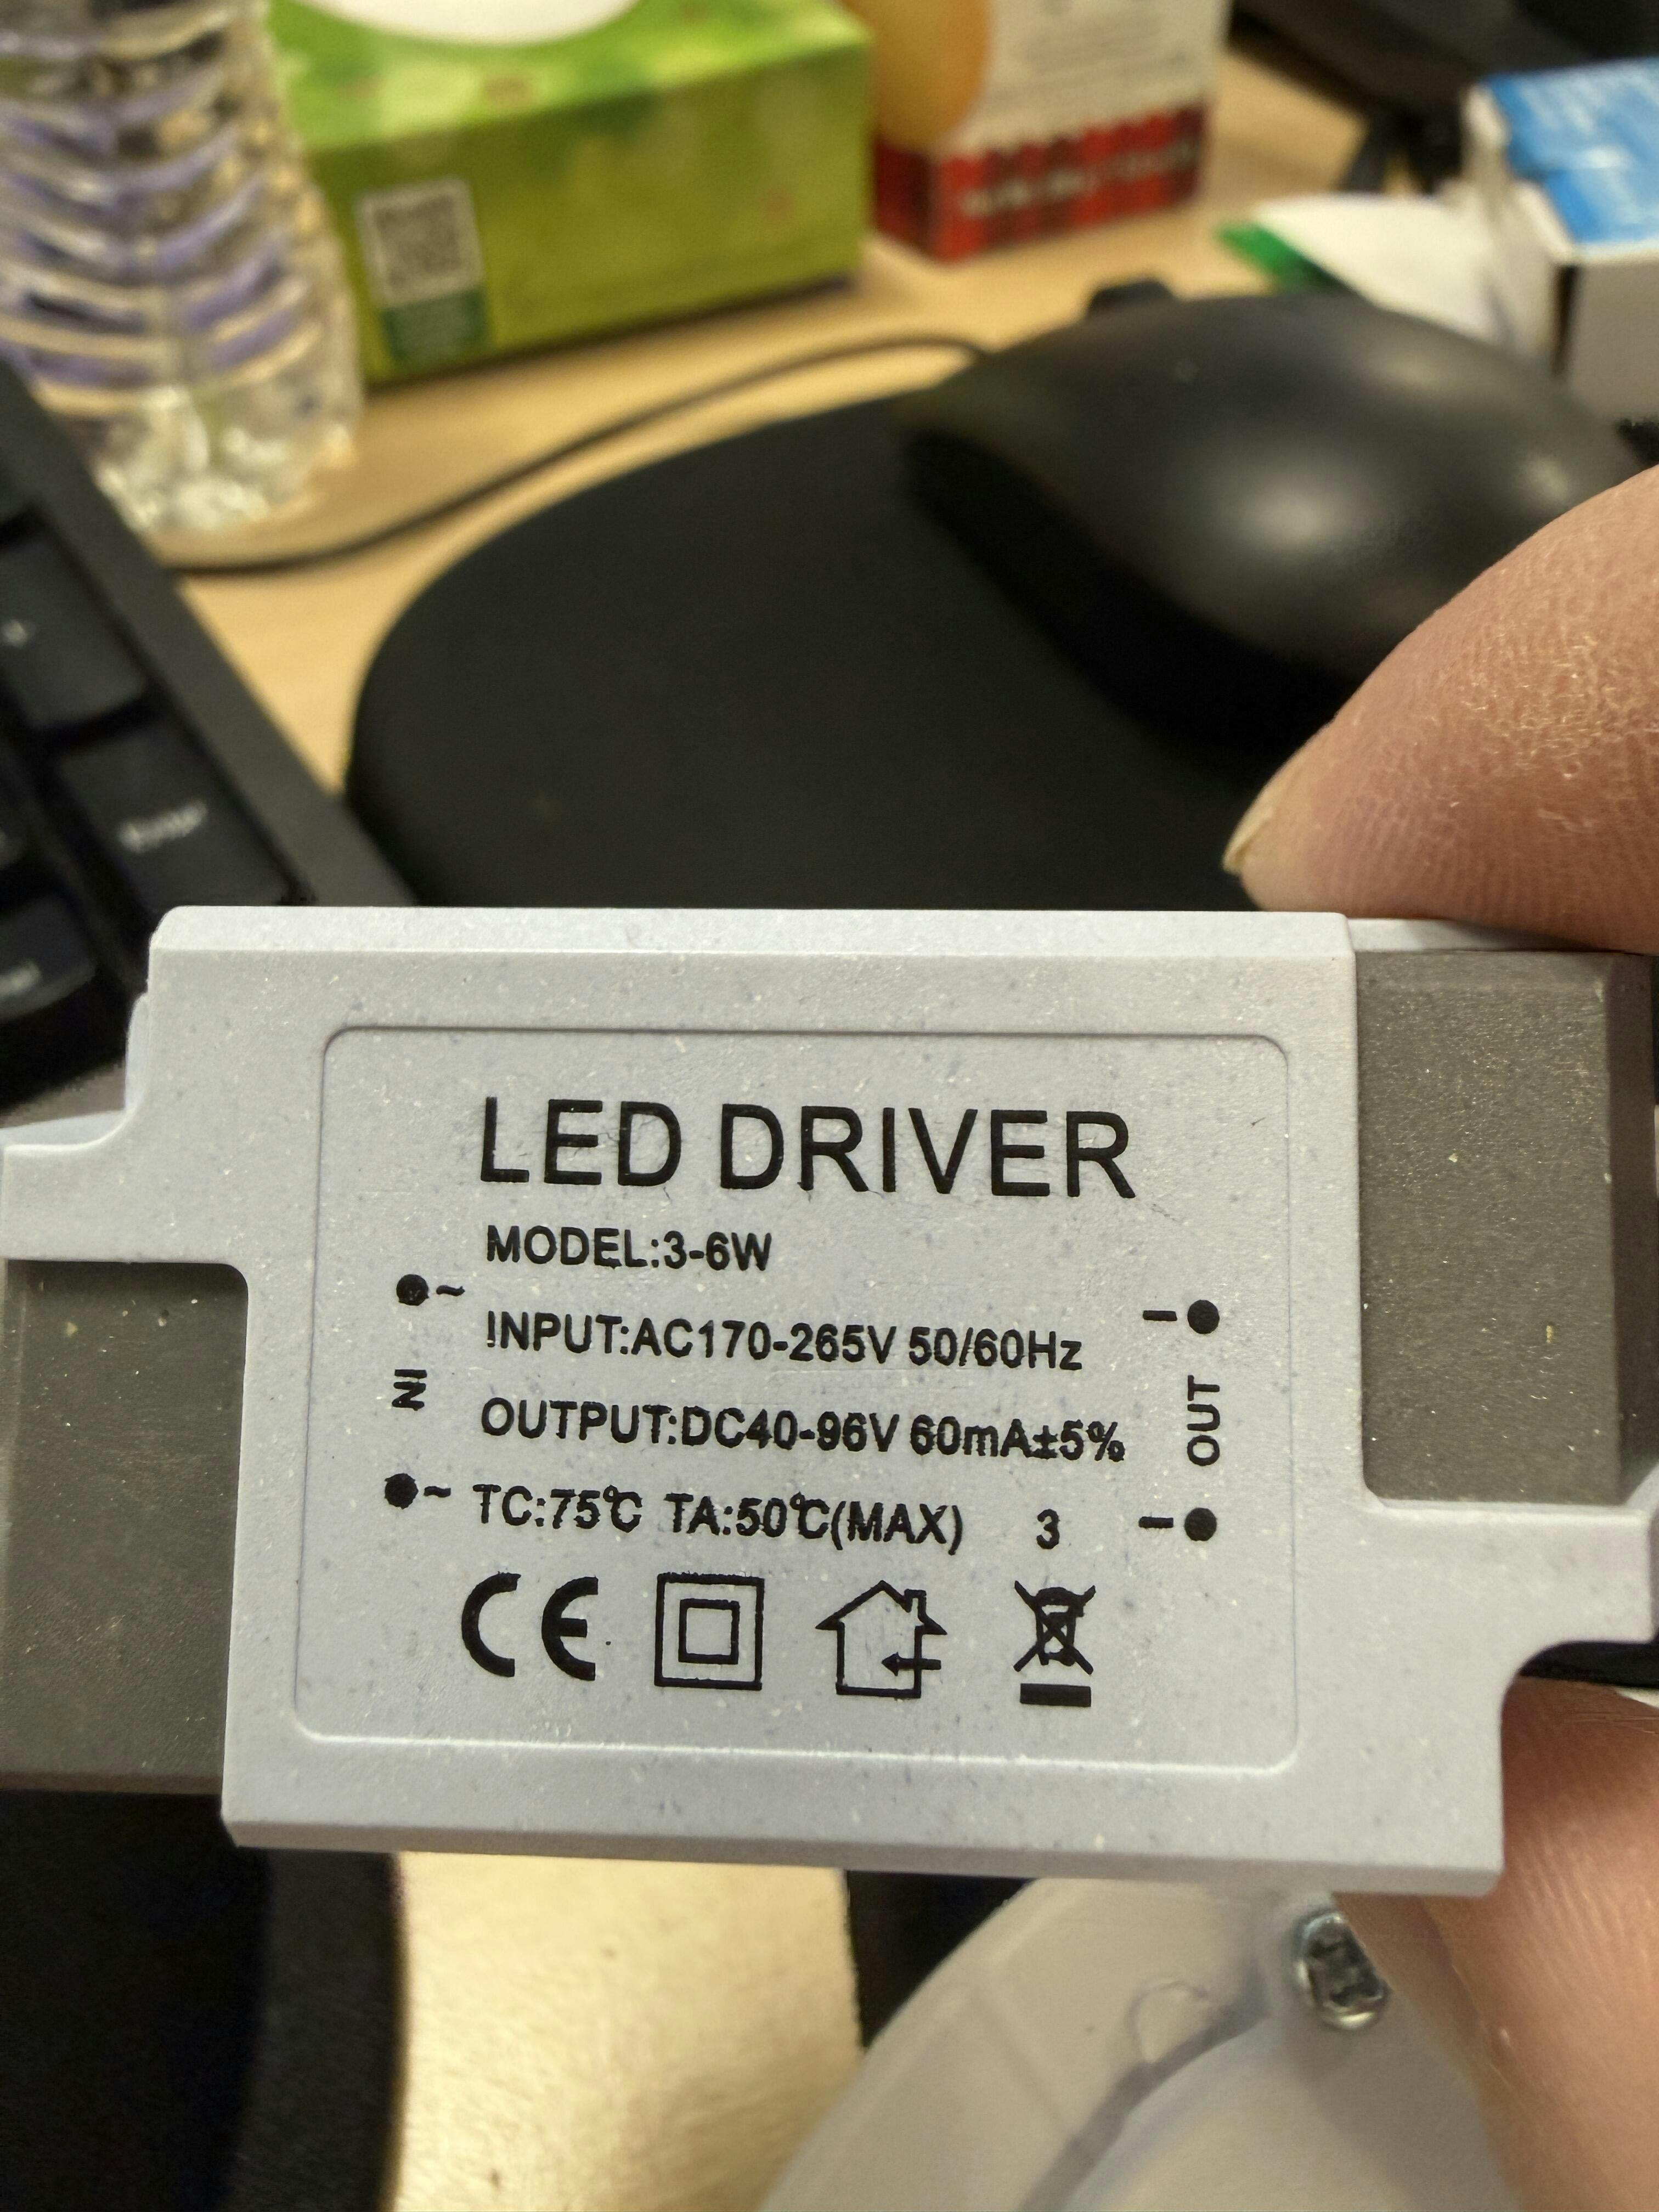 LED DRIVER
MODEL:3-6W
~
INPUT:AC170-265V 50/60Hz
IN
OUTPUT:DC40-96V 60mA±5%
OUT
~
TC:75℃ TA:50℃(MAX) 3
CE